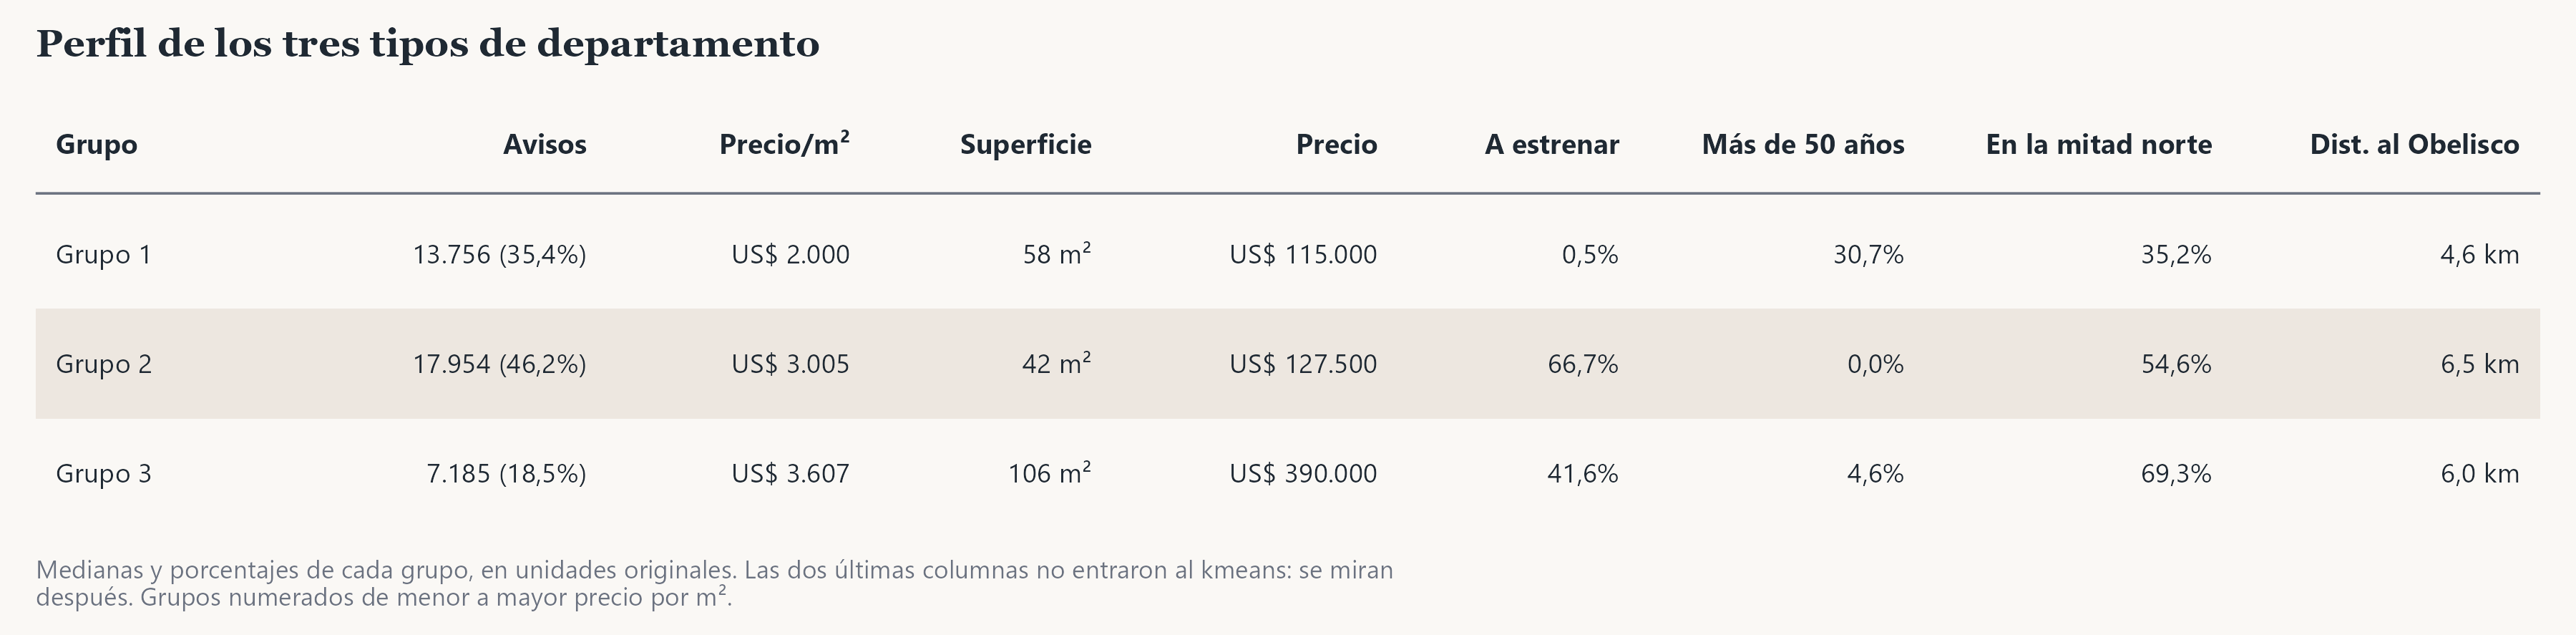 Perfil de los tres tipos de departamento
Grupo Avisos Precio/m² Superficie Precio A estrenar Más de 50 años En la mitad norte Dist. al Obelisco
Grupo 1 13.756 (35,4%) US$ 2.000 58 m² US$ 115.000 0,5% 30,7% 35,2% 4,6 km
Grupo 2 17.954 (46,2%) US$ 3.005 42 m² US$ 127.500 66,7% 0,0% 54,6% 6,5 km
Grupo 3 7.185 (18,5%) US$ 3.607 106 m² US$ 390.000 41,6% 4,6% 69,3% 6,0 km
Medianas y porcentajes de cada grupo, en unidades originales. Las dos últimas columnas no entraron al kmeans: se miran
después. Grupos numerados de menor a mayor precio por m².